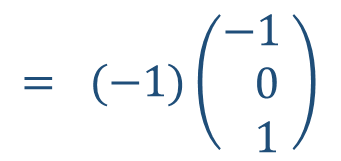 = (−1) ( −1
0
1 )